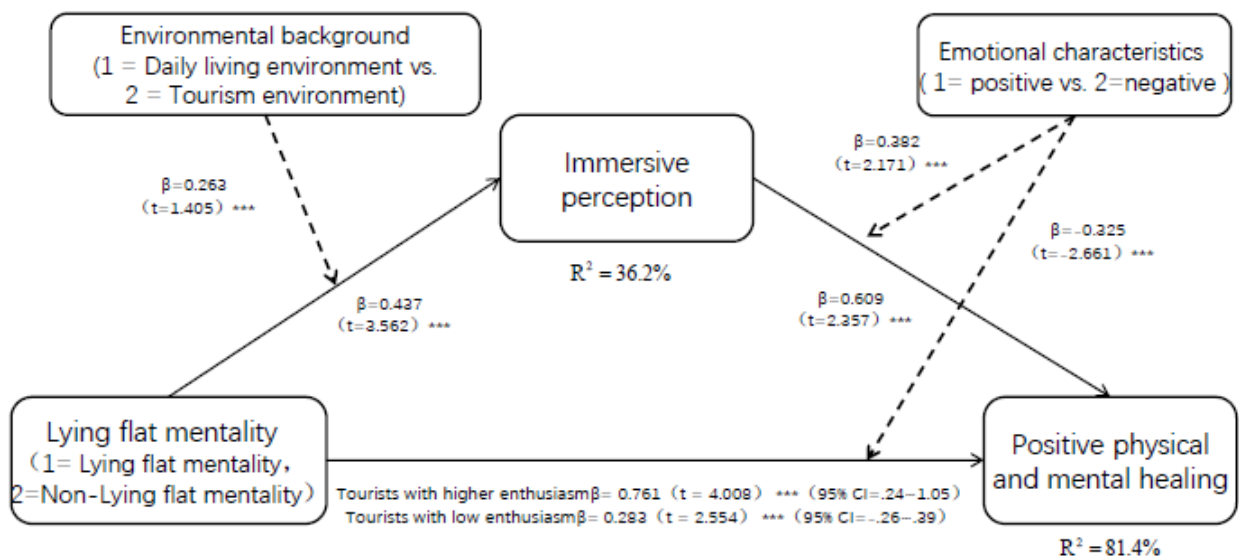 Environmental background
(1 = Daily living environment vs.
2 = Tourism environment)
Emotional characteristics
( 1= positive vs. 2=negative )
Immersive
perception
β=0.382
(t=2.171) ***
β=0.263
(t=1.405) ***
β=-0.325
(t=-2.661) ***
R² = 36.2%
β=0.437
(t=3.562) ***
β=0.609
(t=2.357) ***
Lying flat mentality
(1= Lying flat mentality,
2=Non-Lying flat mentality)
Positive physical
and mental healing
Tourists with higher enthusiasmβ= 0.761 (t = 4.008) *** (95% CI=.24-1.05)
Tourists with low enthusiasmβ= 0.283 (t = 2.554) *** (95% CI=-.26-.39)
R² = 81.4%